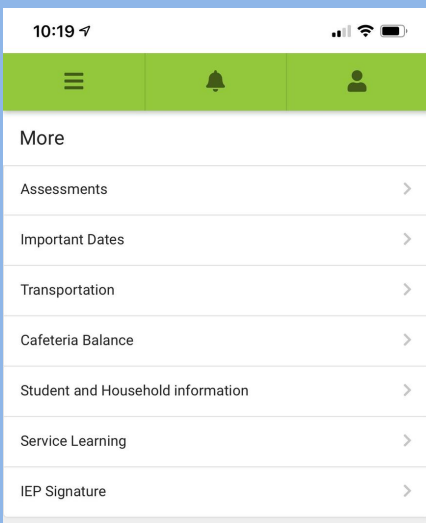 10:19
More
Assessments
Important Dates
Transportation
Cafeteria Balance
Student and Household information
Service Learning
IEP Signature